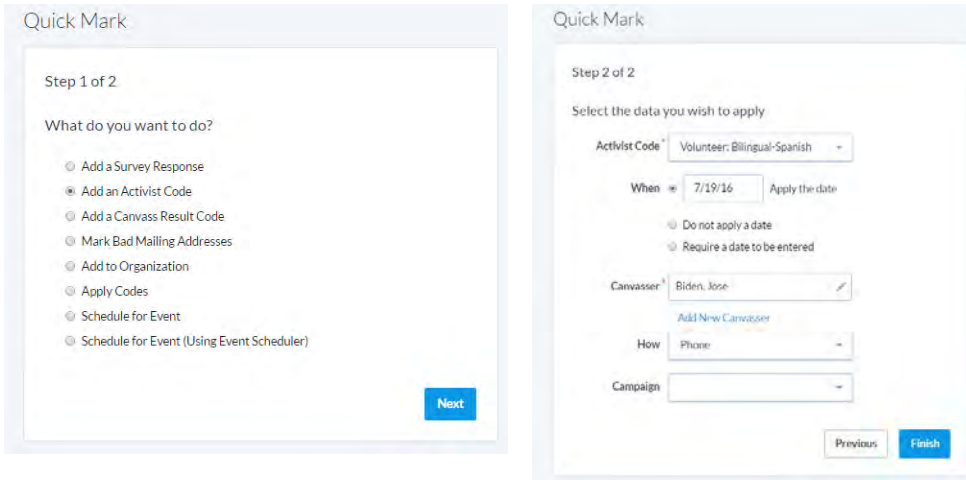 Quick Mark
Step 1 of 2
What do you want to do?
Add a Survey Response
Add an Activist Code
Add a Canvass Result Code
Mark Bad Mailing Addresses
Add to Organization
Apply Codes
Schedule for Event
Schedule for Event (Using Event Scheduler)
Next
Quick Mark
Step 2 of 2
Select the data you wish to apply
Activist Code* Volunteer: Bilingual-Spanish
When 7/19/16 Apply the date
Do not apply a date
Require a date to be entered
Canvasser* Biden, Jose
Add New Canvasser
How Phone
Campaign
Previous Finish